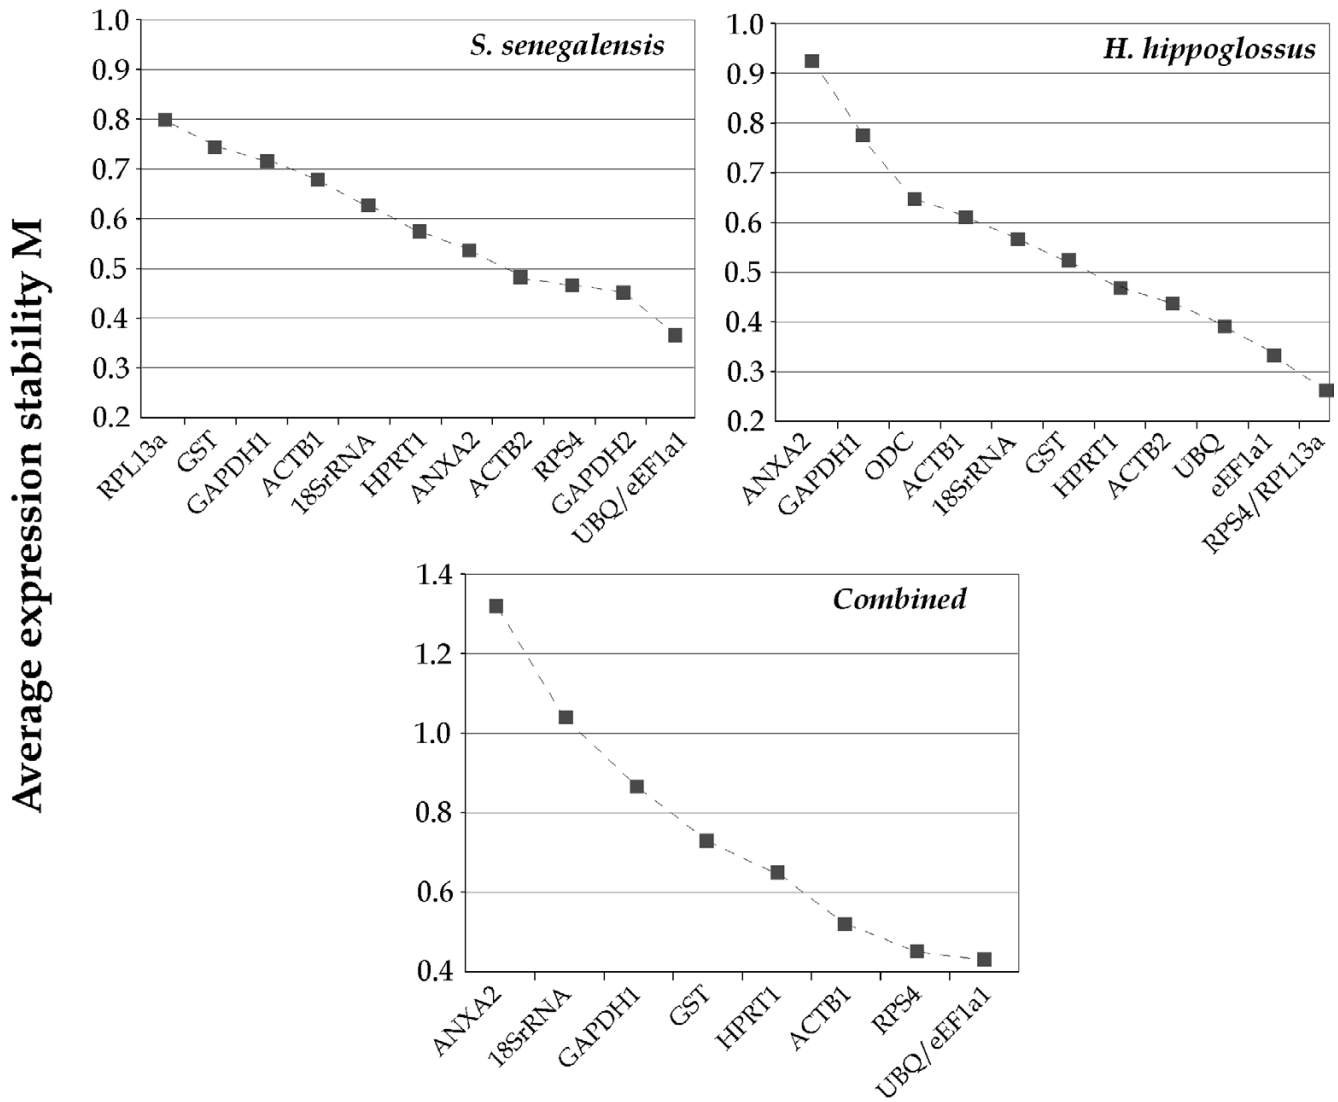 Average expression stability M
S. senegalensis
1.0
0.9
0.8
0.7
0.6
0.5
0.4
0.3
0.2
RPL13a
GST
GAPDH1
ACTB1
18SrRNA
HPRT1
ANXA2
ACTB2
RPS4
GAPDH2
UBQ/eEF1a1
H. hippoglossus
1.0
0.9
0.8
0.7
0.6
0.5
0.4
0.3
0.2
ANXA2
GAPDH1
ODC
ACTB1
18SrRNA
GST
HPRT1
ACTB2
UBQ
eEF1a1
RPS4/RPL13a
Combined
1.4
1.2
1.0
0.8
0.6
0.4
ANXA2
18SrRNA
GAPDH1
GST
HPRT1
ACTB1
RPS4
UBQ/eEF1a1